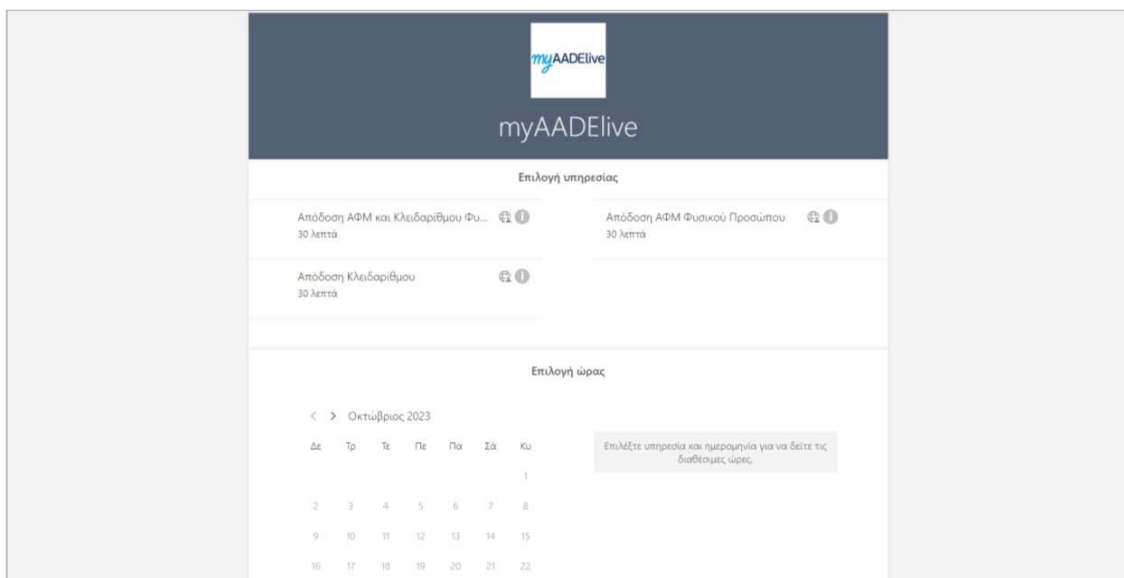 myAADElive
myAADElive
Επιλογή υπηρεσίας
Απόδοση ΑΦΜ και Κλειδαρίθμου Φυ...
30 λεπτά
Απόδοση ΑΦΜ Φυσικού Προσώπου
30 λεπτά
Απόδοση Κλειδαρίθμου
30 λεπτά
Επιλογή ώρας
< > Οκτώβριος 2023
Δε Τρ Τε Πε Πα Σά Κυ
1
2 3 4 5 6 7 8
9 10 11 12 13 14 15
16 17 18 19 20 21 22
Επιλέξτε υπηρεσία και ημερομηνία για να δείτε τις
διαθέσιμες ώρες.